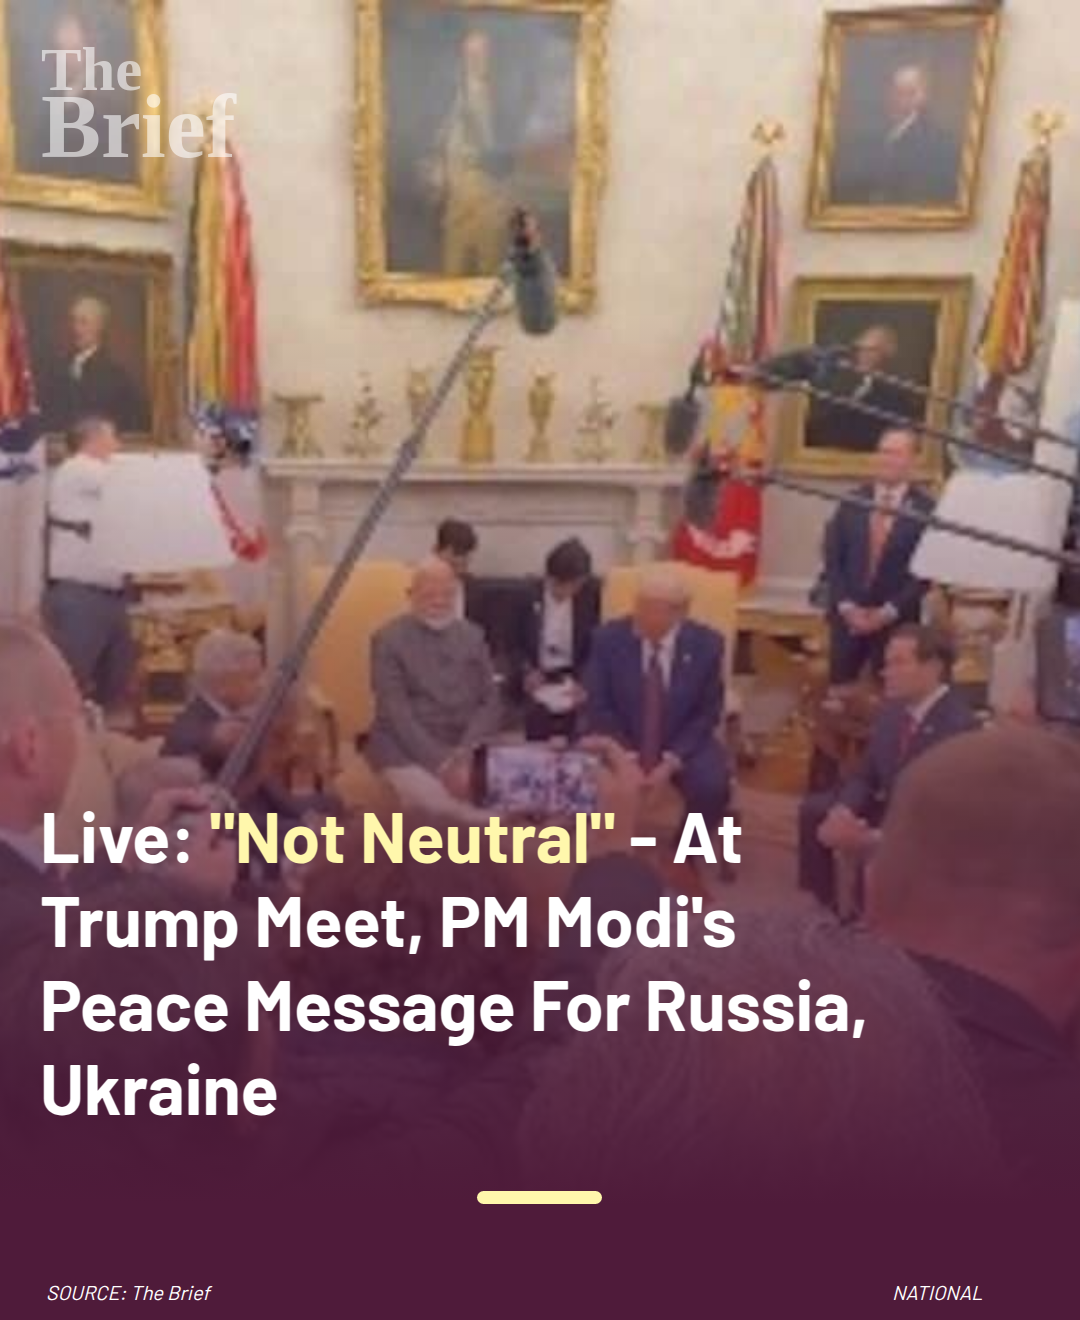 The
Brief
Live: "Not Neutral" - At
Trump Meet, PM Modi's
Peace Message For Russia,
Ukraine
SOURCE: The Brief
NATIONAL